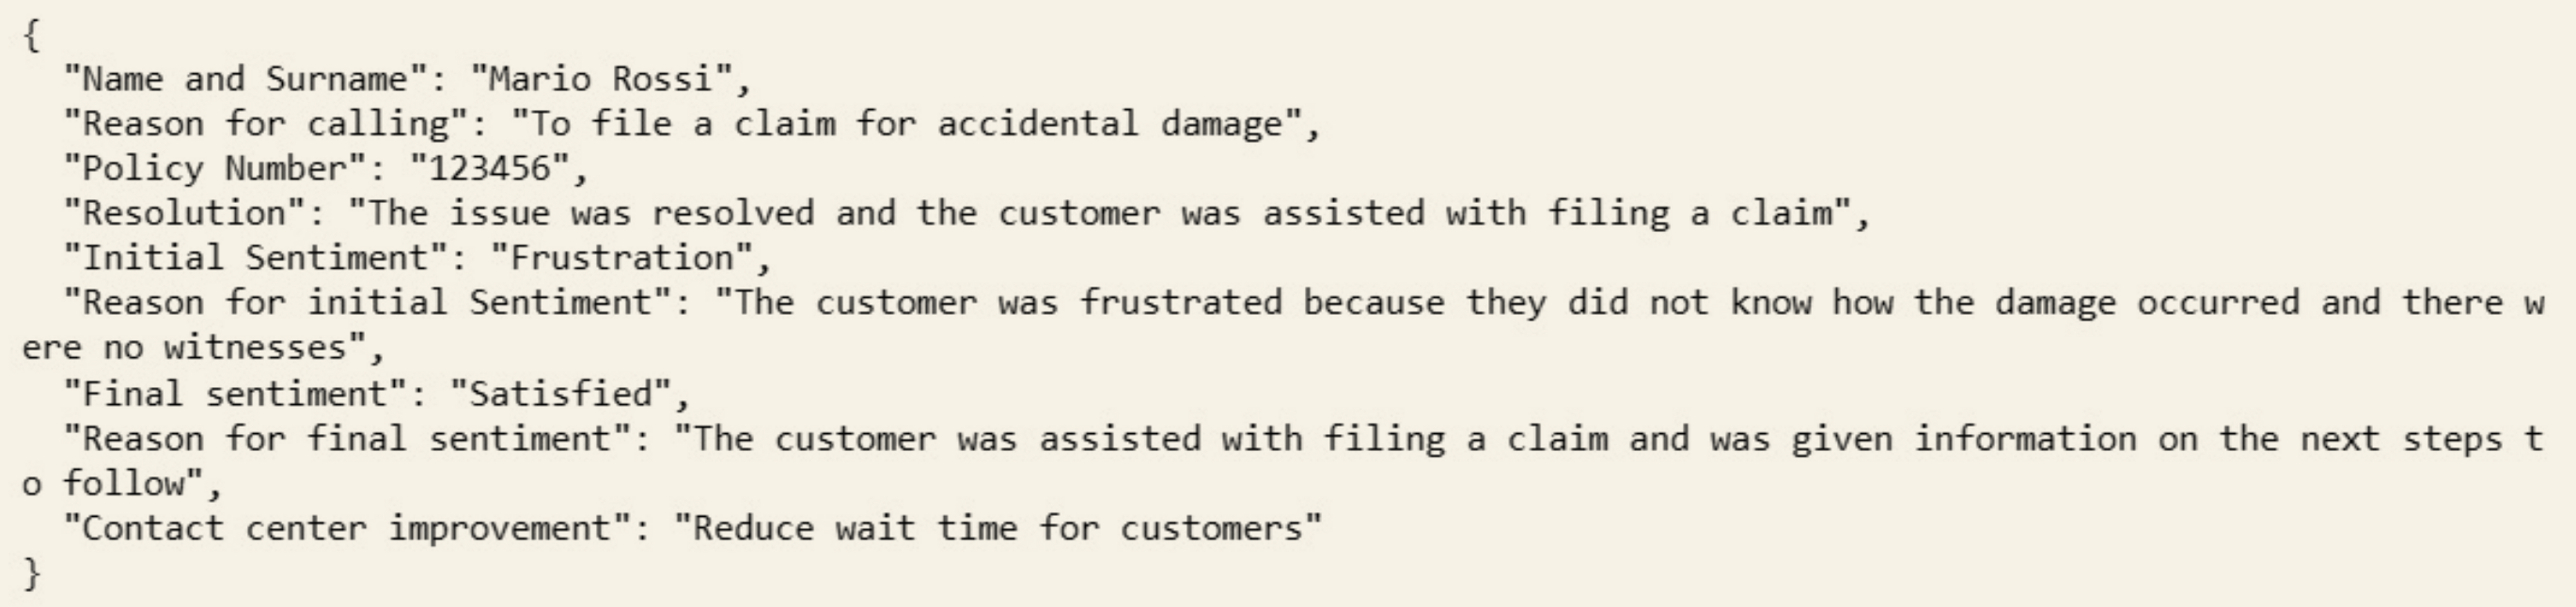 {
  "Name and Surname": "Mario Rossi",
  "Reason for calling": "To file a claim for accidental damage",
  "Policy Number": "123456",
  "Resolution": "The issue was resolved and the customer was assisted with filing a claim",
  "Initial Sentiment": "Frustration",
  "Reason for initial Sentiment": "The customer was frustrated because they did not know how the damage occurred and there w
ere no witnesses",
  "Final sentiment": "Satisfied",
  "Reason for final sentiment": "The customer was assisted with filing a claim and was given information on the next steps t
o follow",
  "Contact center improvement": "Reduce wait time for customers"
}